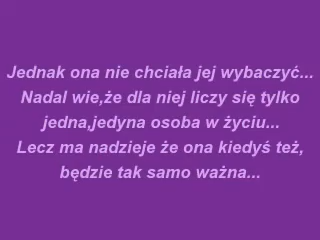 Jednak ona nie chciała jej wybaczyć...
Nadal wie,że dla niej liczy się tylko
jedna,jedyna osoba w życiu...
Lecz ma nadzieje że ona kiedyś też,
będzie tak samo ważna...